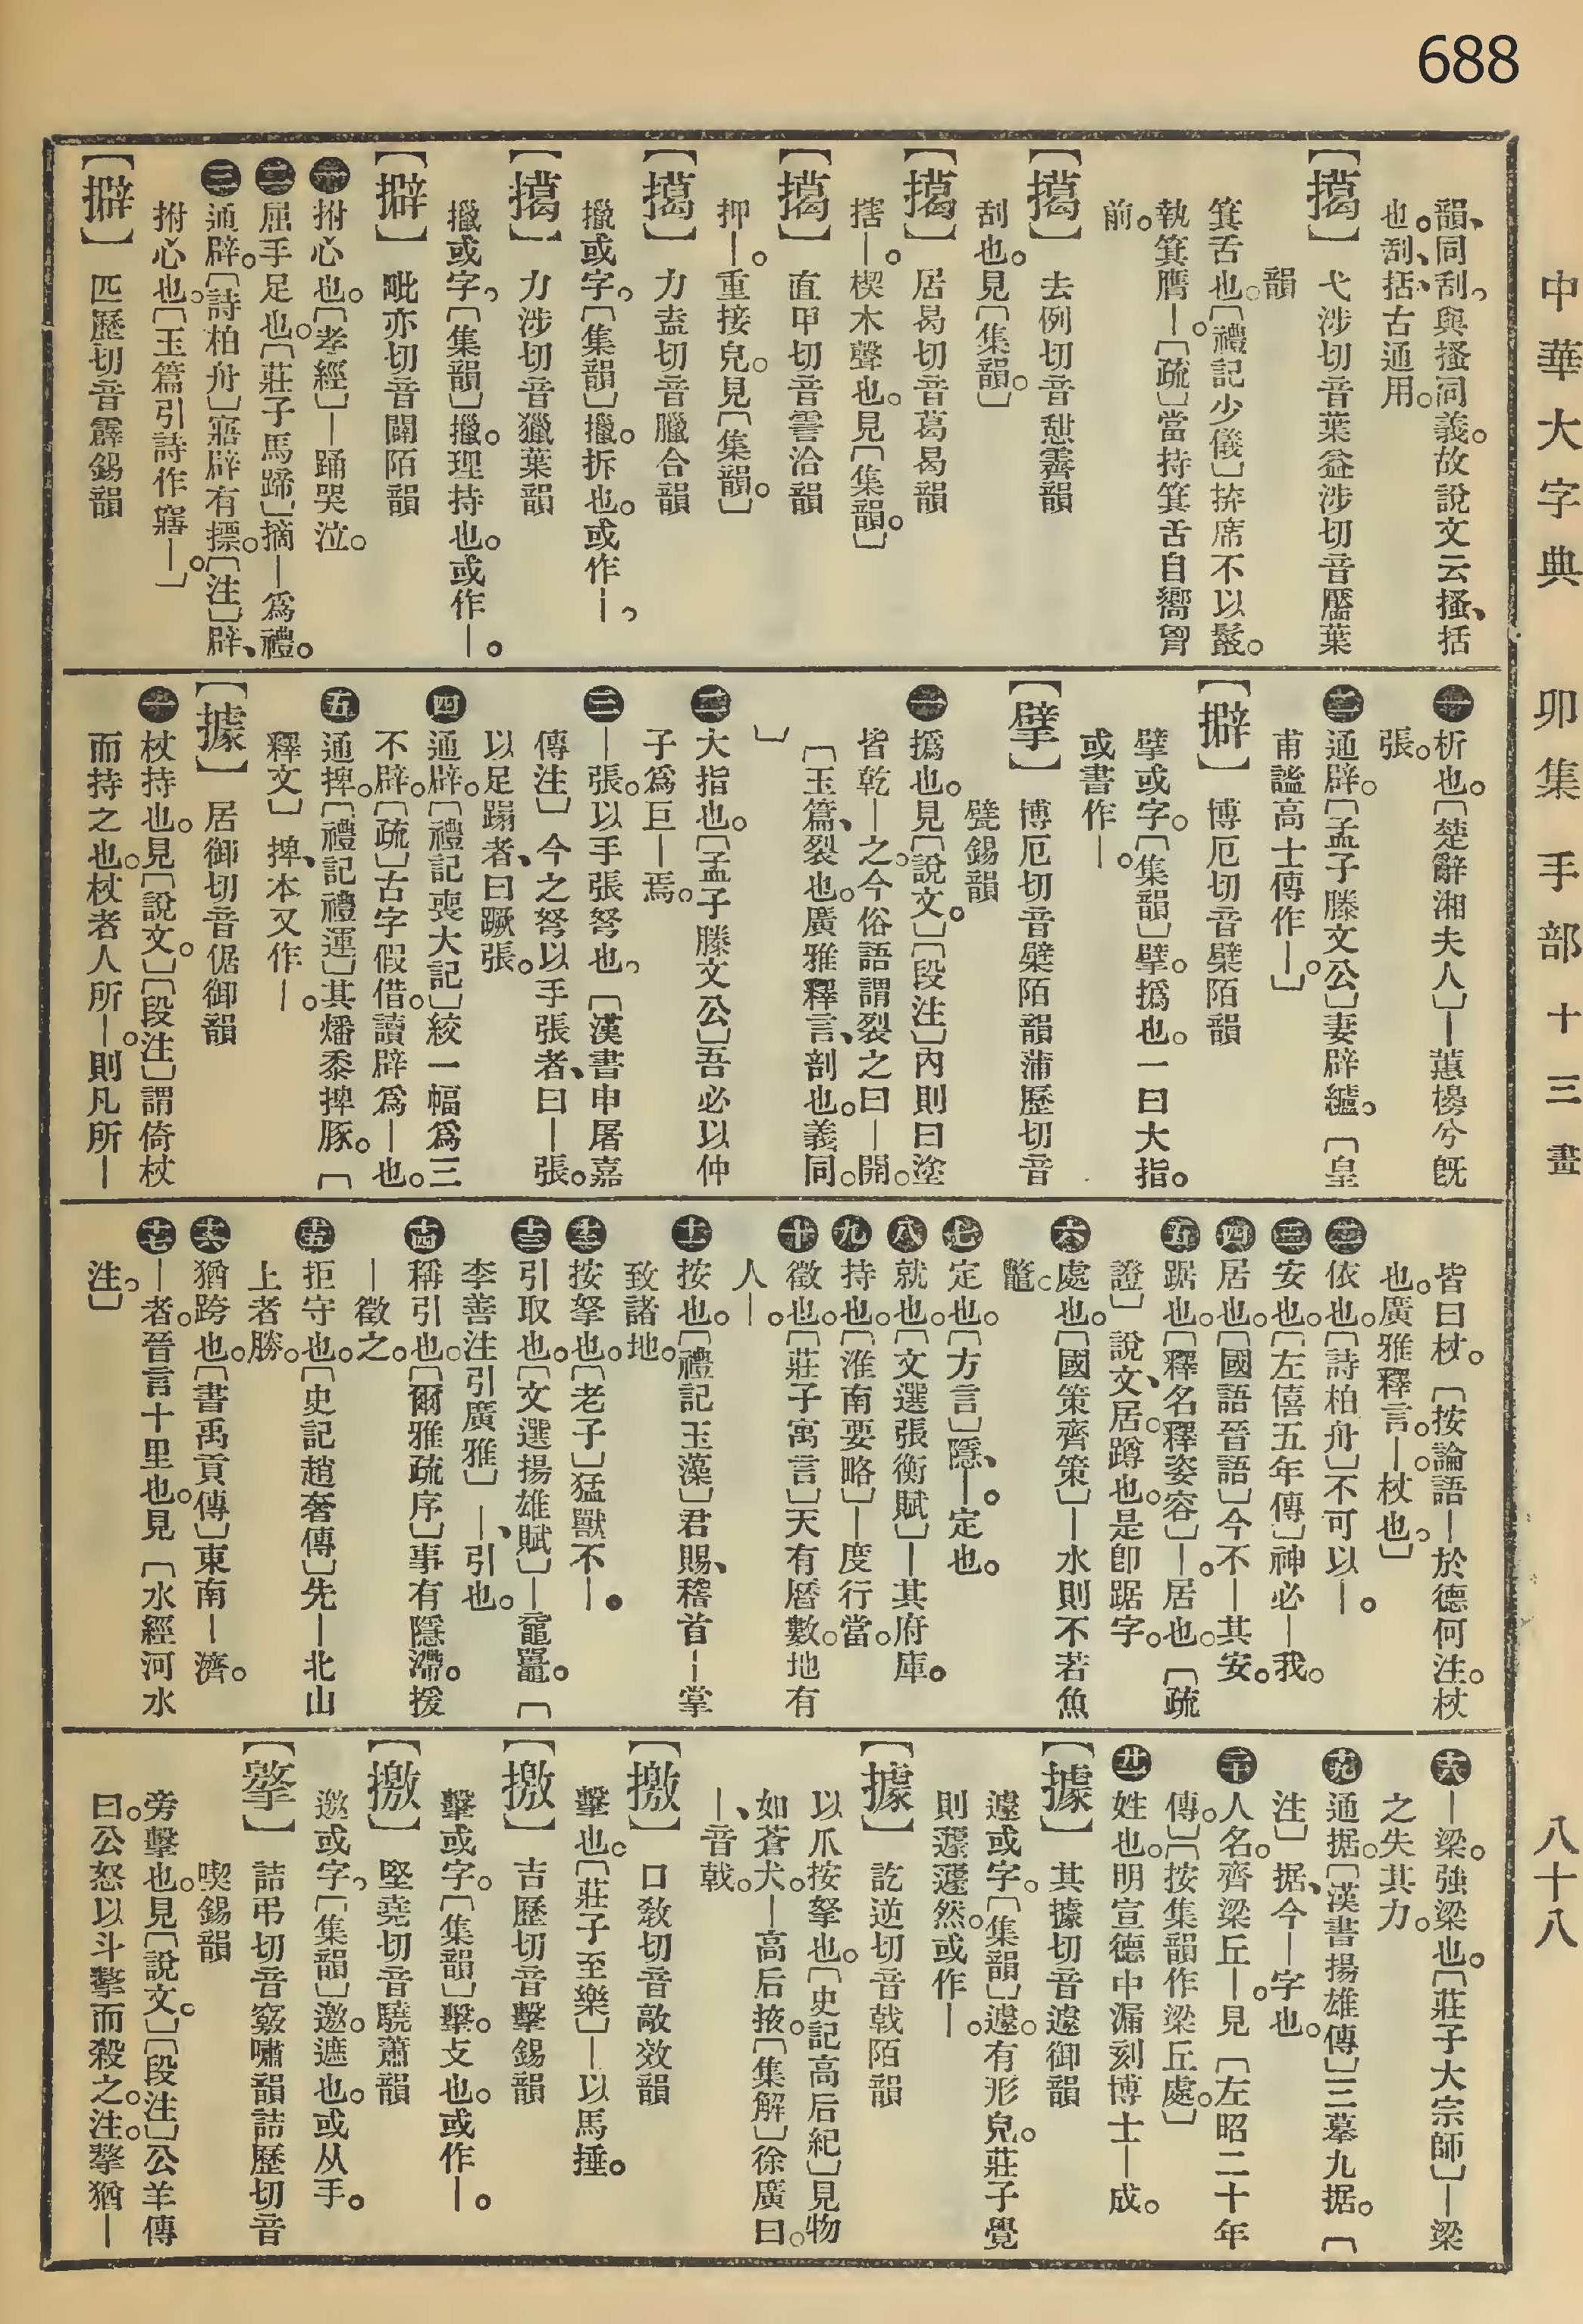 688
中華大字典 卯集 手部 十三畫 八十八
韻、同刮。與搔同義。故說文云搔、括
也。刮、括古通用。
【擖】 弋涉切音葉益涉切音靨葉
韻
箕舌也。〔禮記少儀〕拚席不以鬣。
執箕膺—。〔疏〕當持箕舌自嚮胷
前。
【擖】 去例切音憩霽韻
刮也。見〔集韻。〕
【擖】 居曷切音葛曷韻
搳—。楔木聲也。見〔集韻。〕
【擖】 直甲切音霅洽韻
押—。重接皃。見〔集韻。〕
【擖】 力盍切音臘合韻
擸或字。〔集韻〕擸。折也。或作—。
【擖】 力涉切音獵葉韻
擸或字。〔集韻〕擸。理持也。或作—。
【擗】 毗亦切音闢陌韻
㊀拊心也。〔孝經〕—踊哭泣。
㊁屈手足也。〔莊子馬蹄〕摘—爲禮。
㊂通辟。〔詩柏舟〕寤辟有摽。〔注〕辟、
拊心也。〔玉篇引詩作寤—。〕
【擗】 匹歷切音霹錫韻
㊀析也。〔楚辭湘夫人〕—蕙櫋兮旣
張。
㊁通辟。〔孟子滕文公〕妻辟纑。〔皇
甫謐高士傳作—。〕
【擗】 博厄切音檗陌韻
擘或字。〔集韻〕擘。撝也。一曰大指。
或書作—。
【擘】 博厄切音檗陌韻蒲歷切音
甓錫韻
㊀撝也。見〔說文。〕〔段注〕內則曰塗
皆乾—之。今俗語謂裂之曰—開。
〔玉篇、裂也。廣雅釋言、剖也。義同。
〕
㊁大指也。〔孟子滕文公〕吾必以仲
子爲巨—焉。
㊂—張。以手張弩也。〔漢書申屠嘉
傳注〕今之弩以手張者、曰—張。
以足蹋者、曰蹶張。
㊃通辟。〔禮記喪大記〕絞一幅爲三
不辟。〔疏〕古字假借。讀辟爲—也。
㊄通捭。〔禮記禮運〕其燔黍捭豚。〔
釋文〕捭、本又作—。
【據】 居御切音倨御韻
㊀杖持也。見〔說文。〕〔段注〕謂倚杖
而持之也。杖者人所—。則凡所—
皆曰杖。〔按論語—於德何注。杖
也。廣雅釋言。—。杖也。〕
㊁依也。〔詩柏舟〕不可以—。
㊂安也。〔左僖五年傳〕神必—我。
㊃居也。〔國語晉語〕今不—其安。
㊄踞也。〔釋名釋姿容〕—。居也。〔疏
證〕說文、居。蹲也。是卽踞字。
㊅處也。〔國策齊策〕—水則不若魚
鼈。
㊆定也。〔方言〕隱、—。定也。
㊇就也。〔文選張衡賦〕—其府庫。
㊈持也。〔淮南要略〕—度行當。
㊉徵也。〔莊子寓言〕天有曆數。地有
人—。
十一按也。〔禮記玉藻〕君賜、稽首—掌
致諸地。
十二按拏也。〔老子〕猛獸不—。
十三引取也。〔文選揚雄賦〕—黿鼉。〔
李善注引廣雅〕—、引也。
十四稱引也。〔爾雅疏序〕事有隱滯。援
—徵之。
十五拒守也。〔史記趙奢傳〕先—北山
上者勝。
十六猶跨也。〔書禹貢傳〕東南—濟。
十七—者。晉言十里也。見〔水經河水
注。〕
十八—梁。強梁也。〔莊子大宗師〕—梁
之失其力。
十九通据。〔漢書揚雄傳〕三摹九据。〔
注〕据、今—字也。
二十人名。齊梁丘—。見〔左昭二十年
傳。〕〔按集韻作梁丘處。〕
廿一姓也。明宣德中漏刻博士—成。
【據】 其據切音遽御韻
遽或字。〔集韻〕遽。有形皃。莊子覺
則蘧蘧然。或作—。
【據】 訖逆切音戟陌韻
以爪按拏也。〔史記高后紀〕見物
如蒼犬。—高后掖。〔集解〕徐廣曰。
—、音戟。
【撽】 口敎切音敲效韻
擊也。〔莊子至樂〕—以馬捶。
【撽】 吉歷切音擊錫韻
擊或字。〔集韻〕擊。攴也。或作—。
【撽】 堅堯切音驍蕭韻
邀或字。〔集韻〕邀。遮也。或从手。
【擎】 詰弔切音竅嘯韻詰歷切音
喫錫韻
旁擊也。見〔說文。〕〔段注〕公羊傳
曰。公怒以斗摮而殺之。注。摮猶—